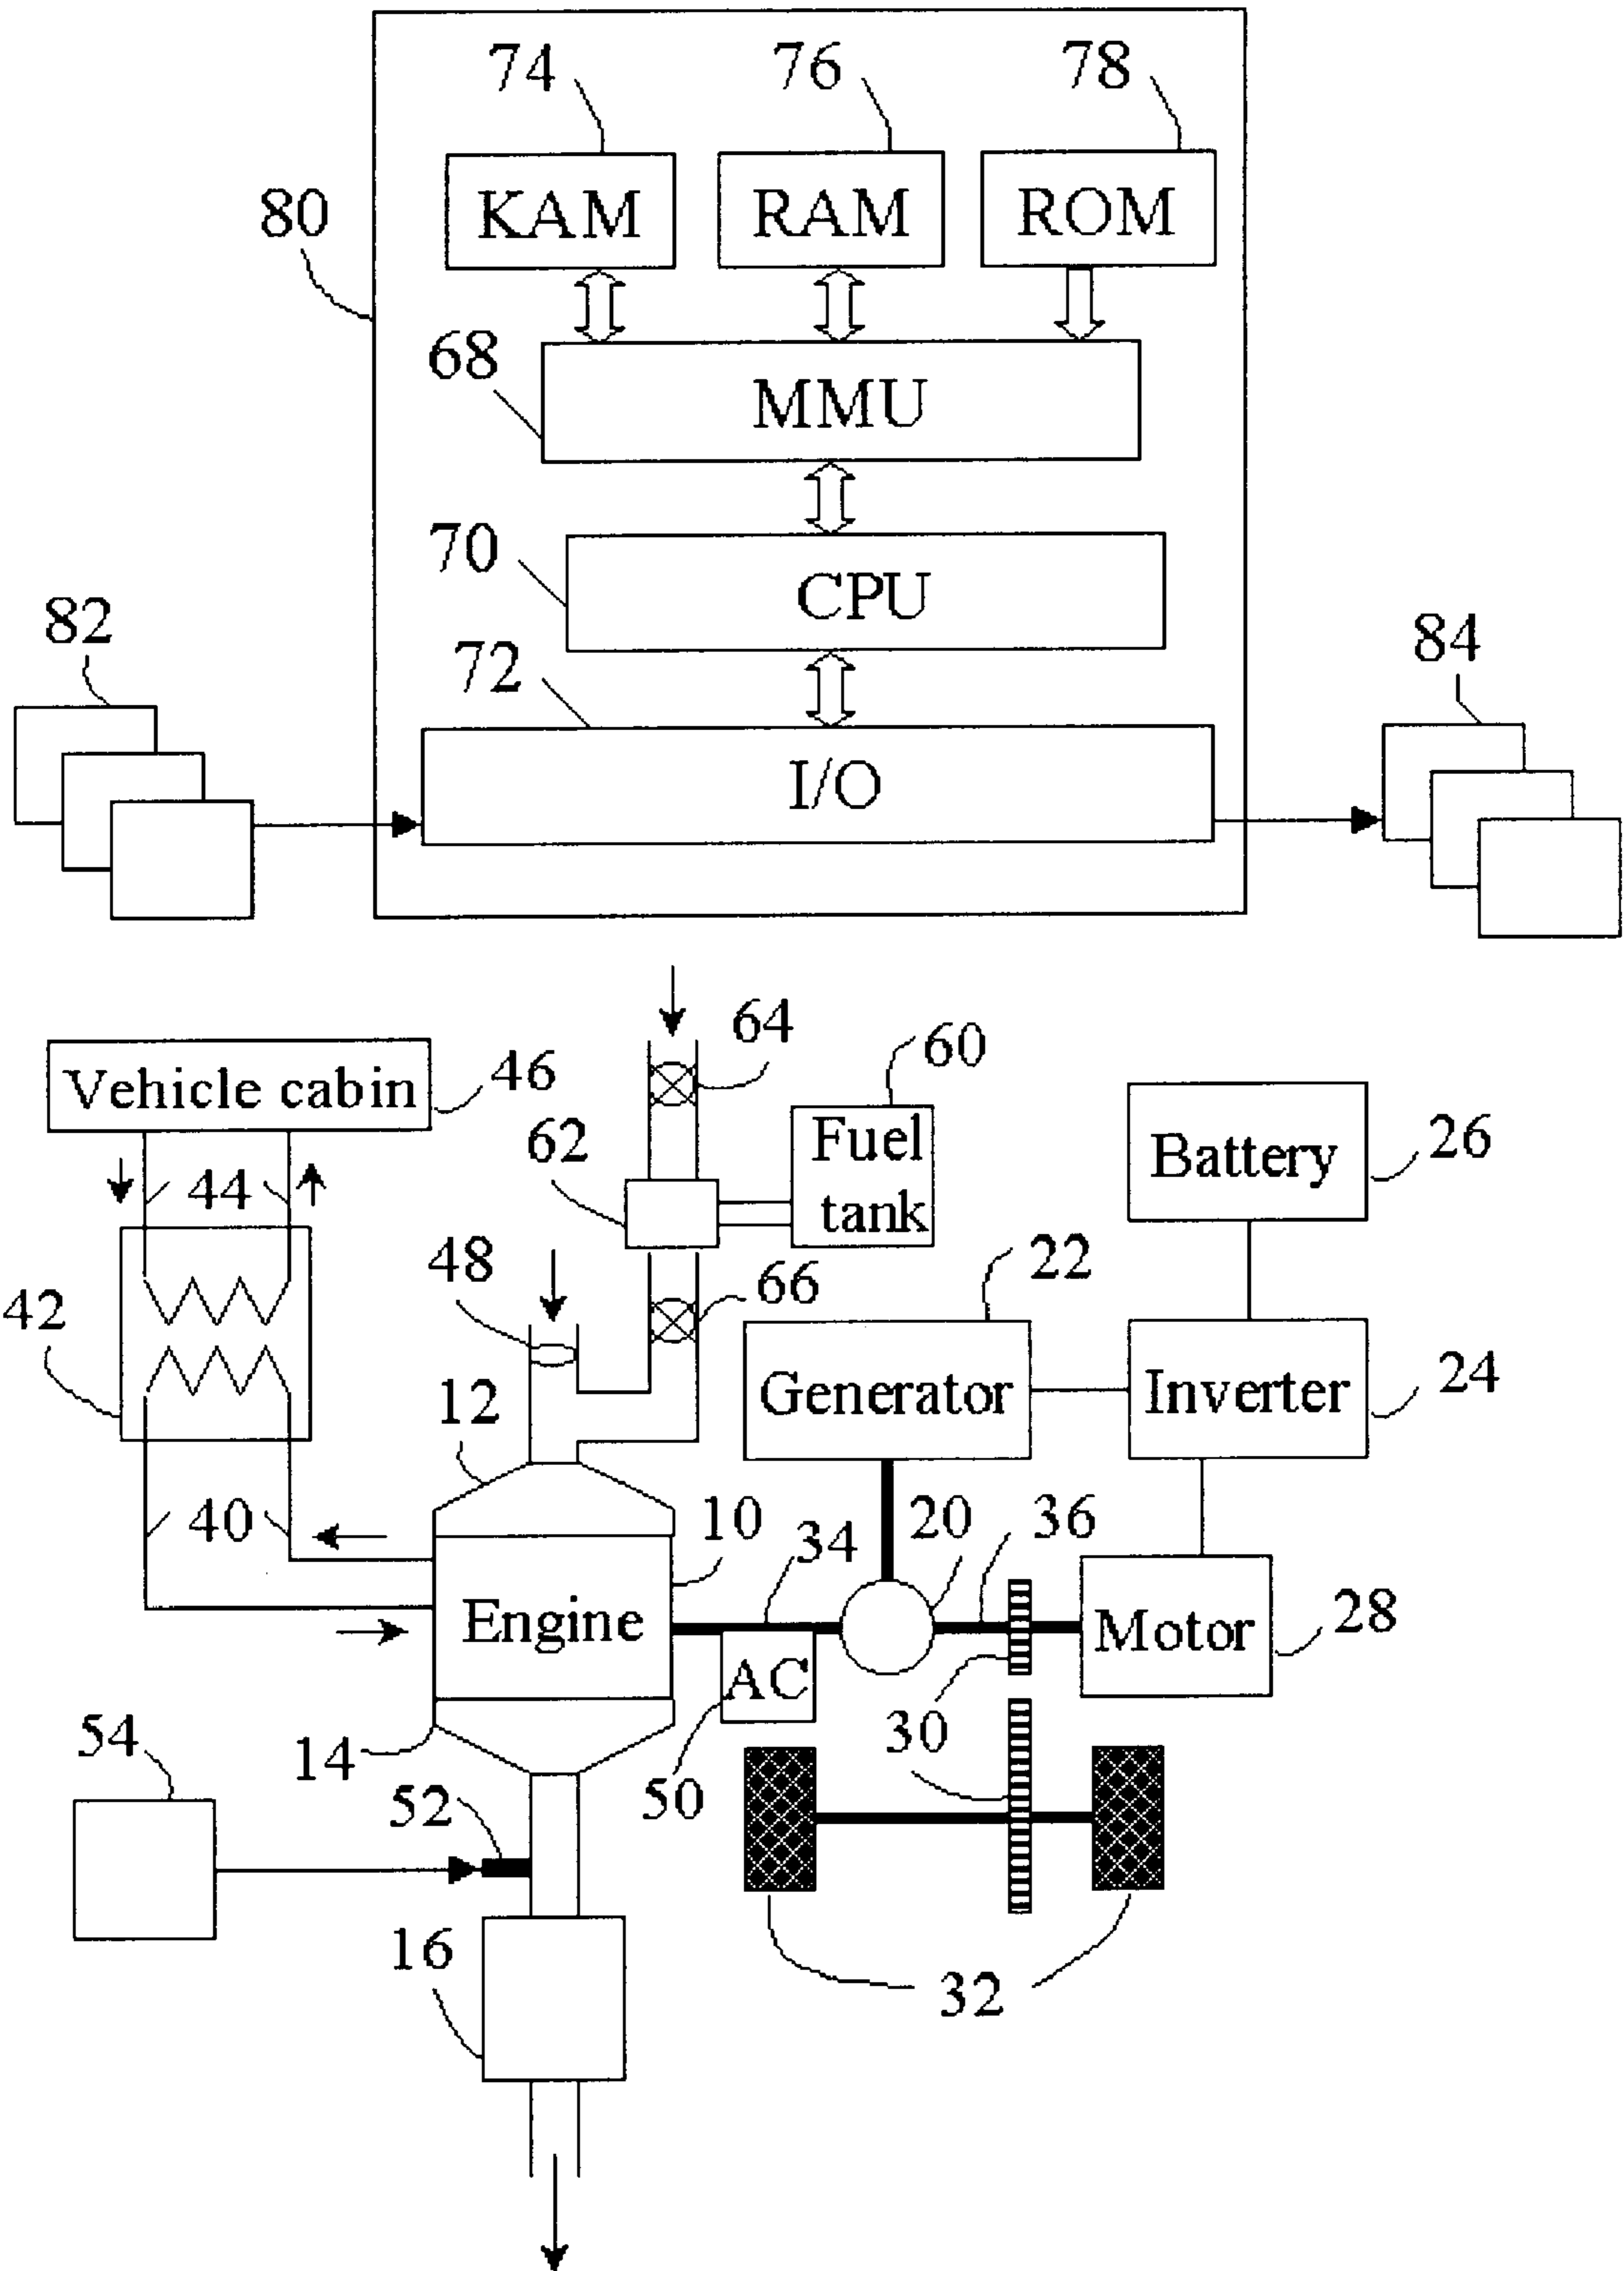 74 76 78
KAM RAM ROM
80
68
MMU
70
CPU
82
84
72
I/O
64
60
Vehicle cabin
46
62
Fuel
tank
Battery
26
44
48
22
66
42
Generator
Inverter
24
12
40
10
34
20
36
Engine
Motor
28
AC
54
14
30
50
52
16
32